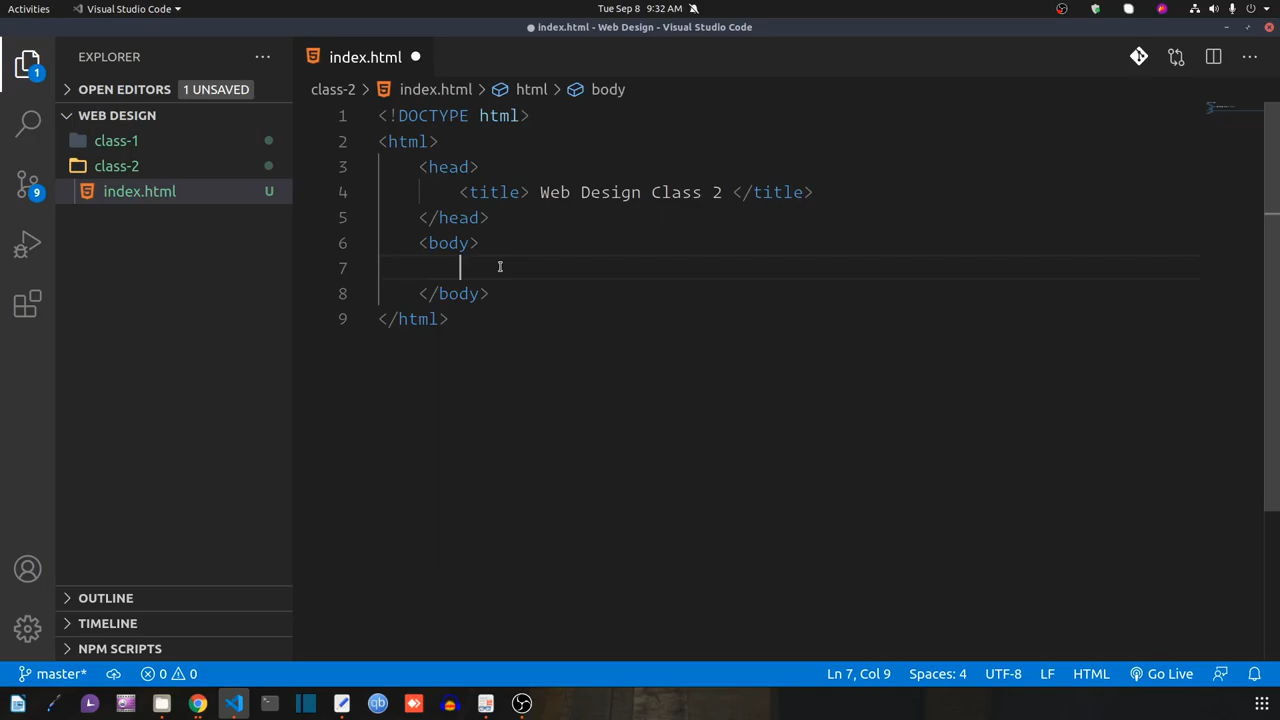 Activities Visual Studio Code Tue Sep 8 9:32 AM
index.html - Web Design - Visual Studio Code
EXPLORER
index.html
OPEN EDITORS 1 UNSAVED
class-2 index.html html body
WEB DESIGN
class-1
class-2
index.html U
1
9
1 <!DOCTYPE html>
2 <html>
3 <head>
4 <title> Web Design Class 2 </title>
5 </head>
6 <body>
7
8 </body>
9 </html>
OUTLINE
TIMELINE
NPM SCRIPTS
master* 0 0 Ln 7, Col 9 Spaces: 4 UTF-8 LF HTML Go Live
qb